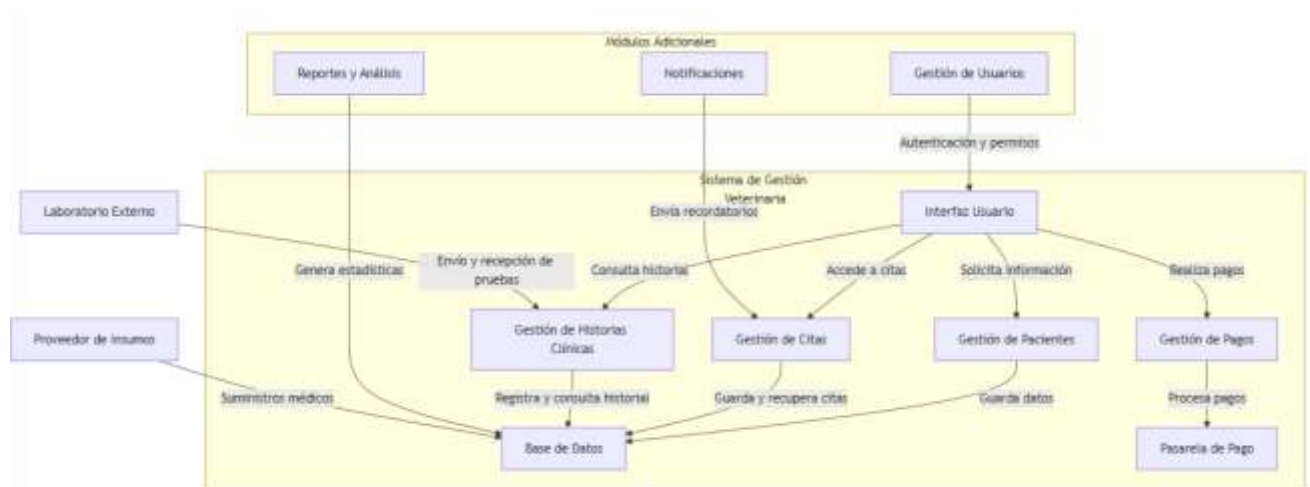 Módulos Adicionales
Reportes y Análisis
Notificaciones
Gestión de Usuarios
Autenticación y permisos
Sistema de Gestión
Veterinaria
Laboratorio Externo
Envía recordatorios
Interfaz Usuario
Genera estadísticas
Envío y recepción de
pruebas
Consulta historial
Accede a citas
Solicita información
Realiza pagos
Proveedor de Insumos
Gestión de Historias
Clínicas
Gestión de Citas
Gestión de Pacientes
Gestión de Pagos
Suministros médicos
Registra y consulta historial
Guarda y recupera citas
Guarda datos
Procesa pagos
Base de Datos
Pasarela de Pago